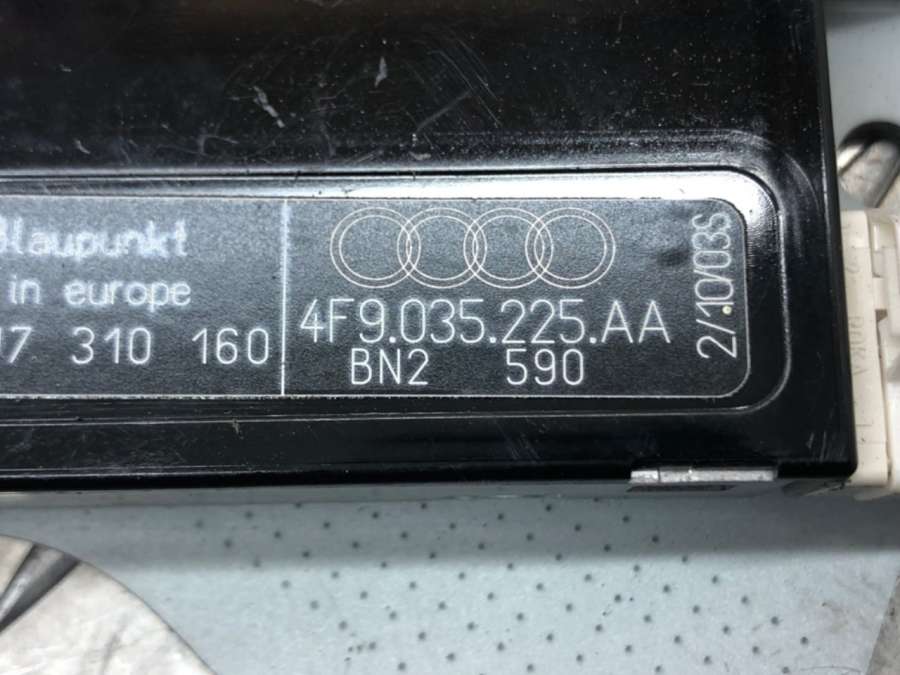 Blaupunkt
in europe
7 310 160
4F9.035.225.AA
BN2 590
2/10/03S